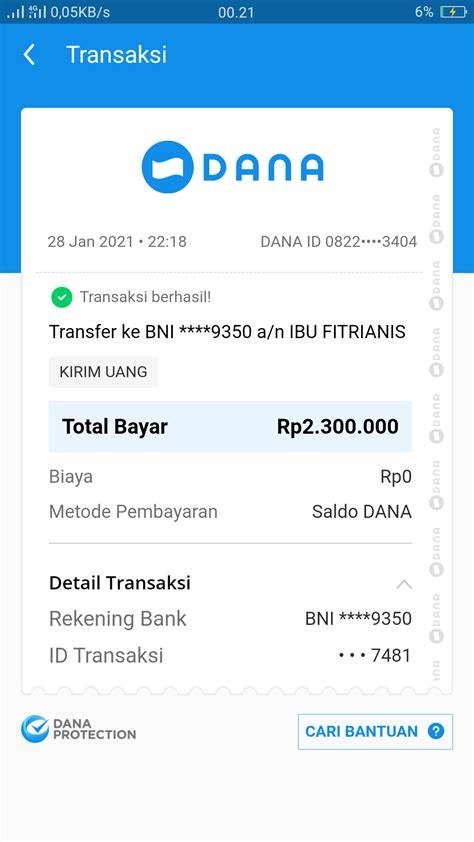 4G 0,05KB/s 00.21 6%
Transaksi
DANA
28 Jan 2021 • 22:18 DANA ID 0822••••3404
Transaksi berhasil!
Transfer ke BNI ****9350 a/n IBU FITRIANIS
KIRIM UANG
Total Bayar Rp2.300.000
Biaya Rp0
Metode Pembayaran Saldo DANA
Detail Transaksi
Rekening Bank BNI ****9350
ID Transaksi • • • 7481
DANA
DANA
DANA
DANA
DANA
DANA
DANA
DANA
DANA PROTECTION
CARI BANTUAN ?